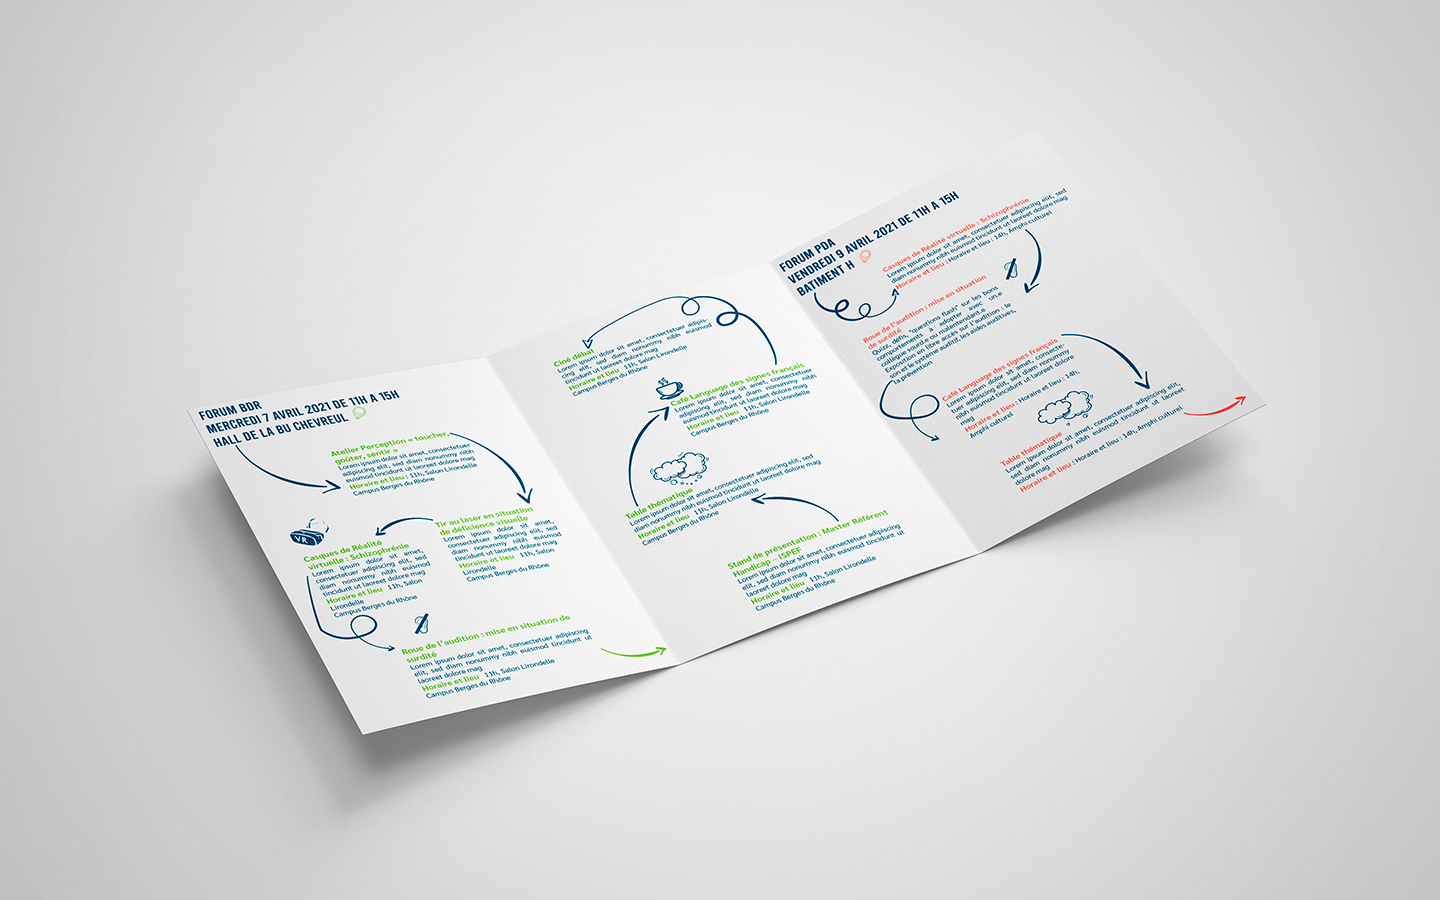 FORUM BDR
MERCREDI 7 AVRIL 2021 DE 11H A 15H
HALL DE LA BU CHEVREUL
Atelier Perception « toucher,
goûter, sentir »
Lorem ipsum dolor sit amet, consectetuer
adipiscing elit, sed diam nonummy nibh
euismod tincidunt ut laoreet dolore mag
Horaire et lieu : 11h, Salon Lirondelle
Campus Berges du Rhône
Tir au laser en situation
de déficience visuelle
Lorem ipsum dolor sit amet,
consectetuer adipiscing elit, sed
diam nonummy nibh euismod
tincidunt ut laoreet dolore mag
Horaire et lieu 11h, Salon
Lirondelle
Campus Berges du Rhône
VR
Casques de Réalité
virtuelle : Schizophrénie
Lorem ipsum dolor sit amet,
consectetuer adipiscing elit, sed
diam nonummy nibh euismod
tincidunt ut laoreet dolore mag
Horaire et lieu : 11h, Salon
Lirondelle
Campus Berges du Rhône
Roue de l'audition : mise en situation de
surdité
Lorem ipsum dolor sit amet, consectetuer adipiscing
elit, sed diam nonummy nibh euismod tincidunt ut
laoreet dolore mag
Horaire et lieu 11h, Salon Lirondelle
Campus Berges du Rhône
Ciné débat
Lorem ipsum dolor sit amet, consectetuer adipis-
cing elit, sed diam nonummy nibh euismod
tincidunt ut laoreet dolore mag
Horaire et lieu 11h, Salon Lirondelle
Campus Berges du Rhône
Café Language des signes français
Lorem ipsum dolor sit amet, consectetuer
adipiscing elit, sed diam nonummy nibh
euismod tincidunt ut laoreet dolore mag
Horaire et lieu 11h, Salon Lirondelle
Campus Berges du Rhône
Table thématique
Lorem ipsum dolor sit amet, consectetuer adipiscing elit, sed
diam nonummy nibh euismod tincidunt ut laoreet dolore mag
Horaire et lieu 11h, Salon Lirondelle
Campus Berges du Rhône
Stand de présentation : Master Référent
Handicap - ISPEF
Lorem ipsum dolor sit amet, consectetuer adipiscing
elit, sed diam nonummy nibh euismod tincidunt ut
laoreet dolore mag
Horaire et lieu 11h, Salon Lirondelle
Campus Berges du Rhône
FORUM PDA
VENDREDI 9 AVRIL 2021 DE 11H A 15H
BATIMENT H
Casques de Réalité virtuelle : Schizophrénie
Lorem ipsum dolor sit amet, consectetuer adipiscing elit, sed
diam nonummy nibh euismod tincidunt ut laoreet dolore mag
Horaire et lieu : Horaire et lieu : 14h, Amphi culturel
Roue de l'audition : mise en situation
de surdité
Quizz, défis, "questions flash" sur les bons
comportements à adopter avec un.e
collègue sourd.e ou malentendant.e
Exposition en libre accès sur l'audition : le
son et le système auditif, les aides auditives,
la prévention
Café Language des signes français
Lorem ipsum dolor sit amet, consecte-
tuer adipiscing elit, sed diam nonummy
nibh euismod tincidunt ut laoreet dolore
mag
Horaire et lieu : Horaire et lieu : 14h,
Amphi culturel
Table thématique
Lorem ipsum dolor sit amet, consectetuer adipiscing elit,
sed diam nonummy nibh euismod tincidunt ut laoreet
dolore mag
Horaire et lieu : Horaire et lieu : 14h, Amphi culturel